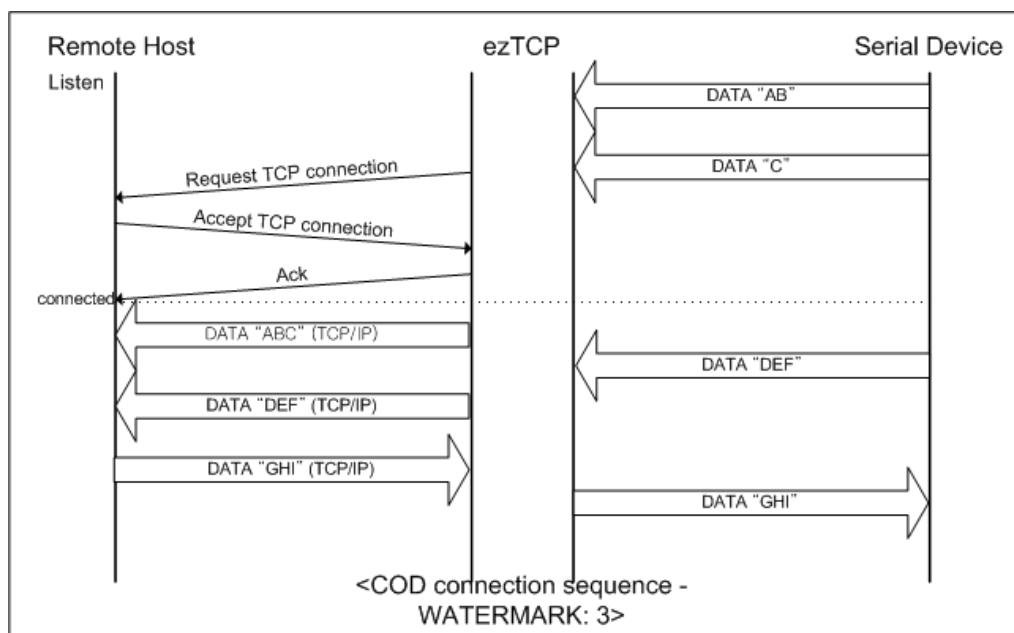 Remote Host ezTCP Serial Device
Listen
DATA “AB”
DATA “C”
Request TCP connection
Accept TCP connection
Ack
connected
DATA “ABC” (TCP/IP)
DATA “DEF”
DATA “DEF” (TCP/IP)
DATA “GHI” (TCP/IP)
DATA “GHI”
<COD connection sequence -
WATERMARK: 3>